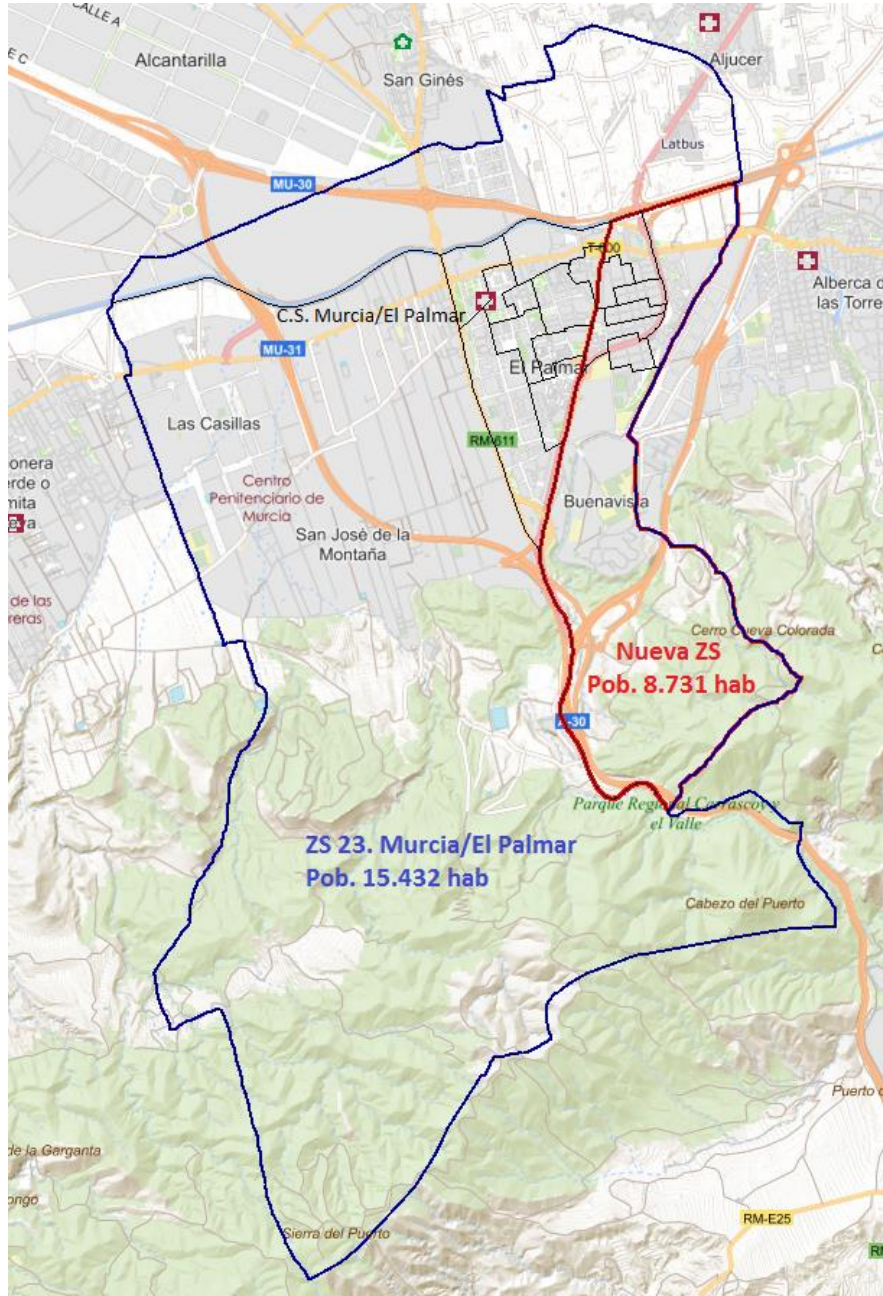 CALLE A
E C
Alcantarilla
San Ginés
Aljucer
Latbus
MU-30
Alberca d
las Torre
C.S. Murcia/El Palmar
MU-31
El Palmar
Las Casillas
RM-611
onera
erde o
mita
Centro
Penitenciario de
Murcia
Buenavista
San José de la
Montaña
de las
reras
Cerro Cueva Colorada
Nueva ZS
Pob. 8.731 hab
A-30
Parque Regional Carrascoy y
el Valle
ZS 23. Murcia/El Palmar
Pob. 15.432 hab
Cabezo del Puerto
Puerto d
de la Garganta
ongo
RM-E25
Sierra del Puerto